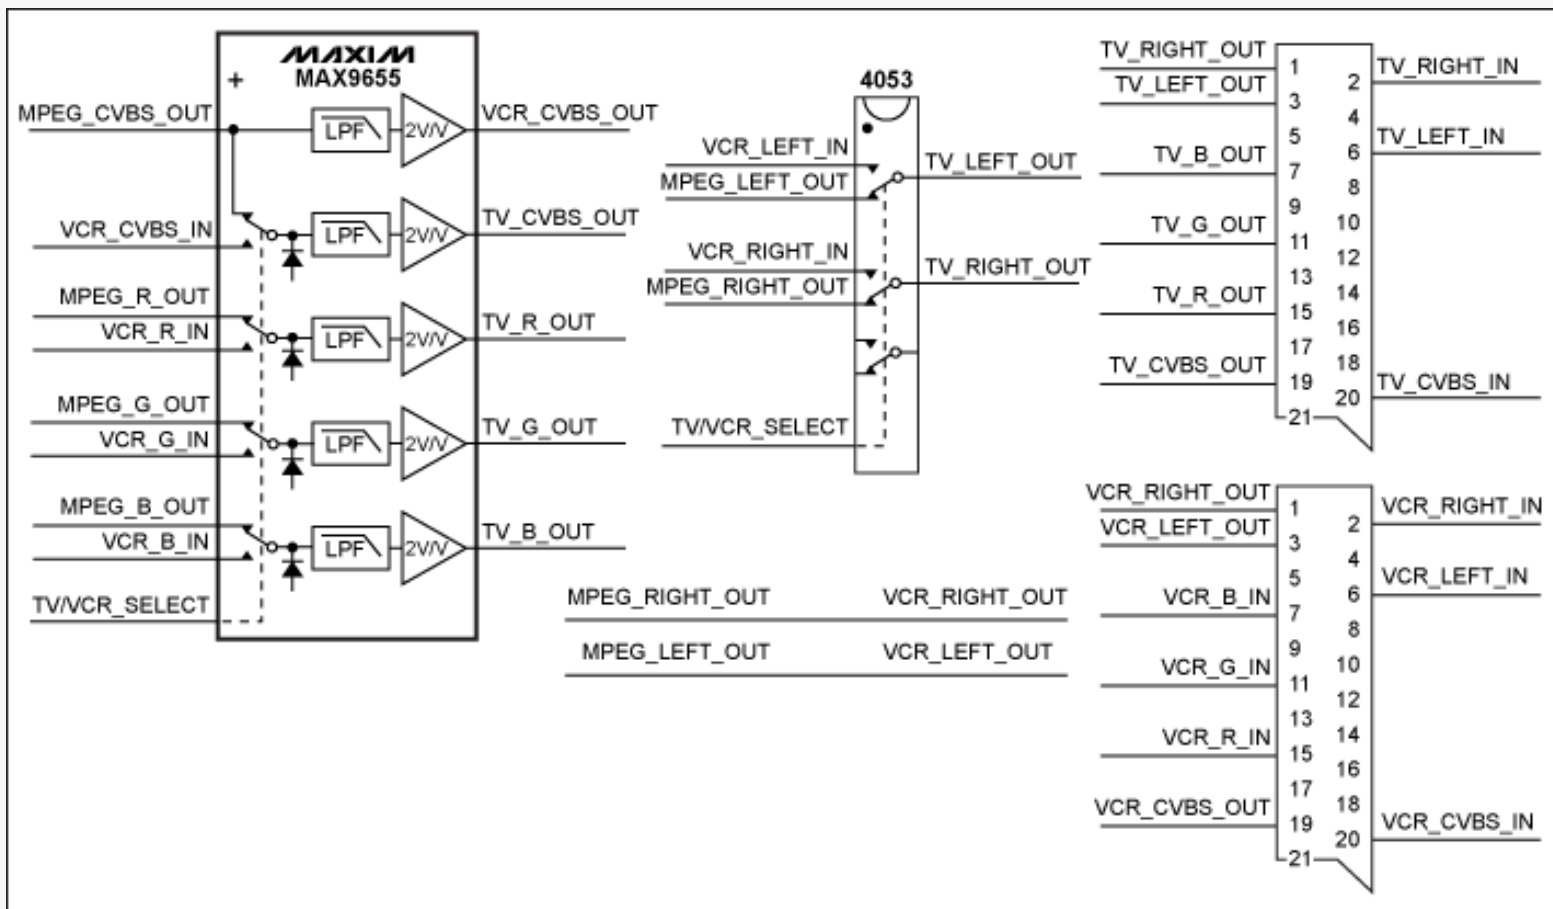 MAXIM
MAX9655
+
MPEG_CVBS_OUT
LPF
2V/V
VCR_CVBS_OUT
VCR_CVBS_IN
LPF
2V/V
TV_CVBS_OUT
MPEG_R_OUT
VCR_R_IN
LPF
2V/V
TV_R_OUT
MPEG_G_OUT
VCR_G_IN
LPF
2V/V
TV_G_OUT
MPEG_B_OUT
VCR_B_IN
LPF
2V/V
TV_B_OUT
TV/VCR_SELECT
4053
VCR_LEFT_IN
MPEG_LEFT_OUT
TV_LEFT_OUT
VCR_RIGHT_IN
MPEG_RIGHT_OUT
TV_RIGHT_OUT
TV/VCR_SELECT
MPEG_RIGHT_OUT VCR_RIGHT_OUT
MPEG_LEFT_OUT VCR_LEFT_OUT
TV_RIGHT_OUT 1
2 TV_RIGHT_IN
TV_LEFT_OUT 3
4
5
6 TV_LEFT_IN
TV_B_OUT 7
8
9
10
TV_G_OUT 11
12
13
14
TV_R_OUT 15
16
17
18
TV_CVBS_OUT 19
20 TV_CVBS_IN
21
VCR_RIGHT_OUT 1
2 VCR_RIGHT_IN
VCR_LEFT_OUT 3
4
5
6 VCR_LEFT_IN
VCR_B_IN 7
8
9
10
VCR_G_IN 11
12
13
14
VCR_R_IN 15
16
17
18
VCR_CVBS_OUT 19
20 VCR_CVBS_IN
21